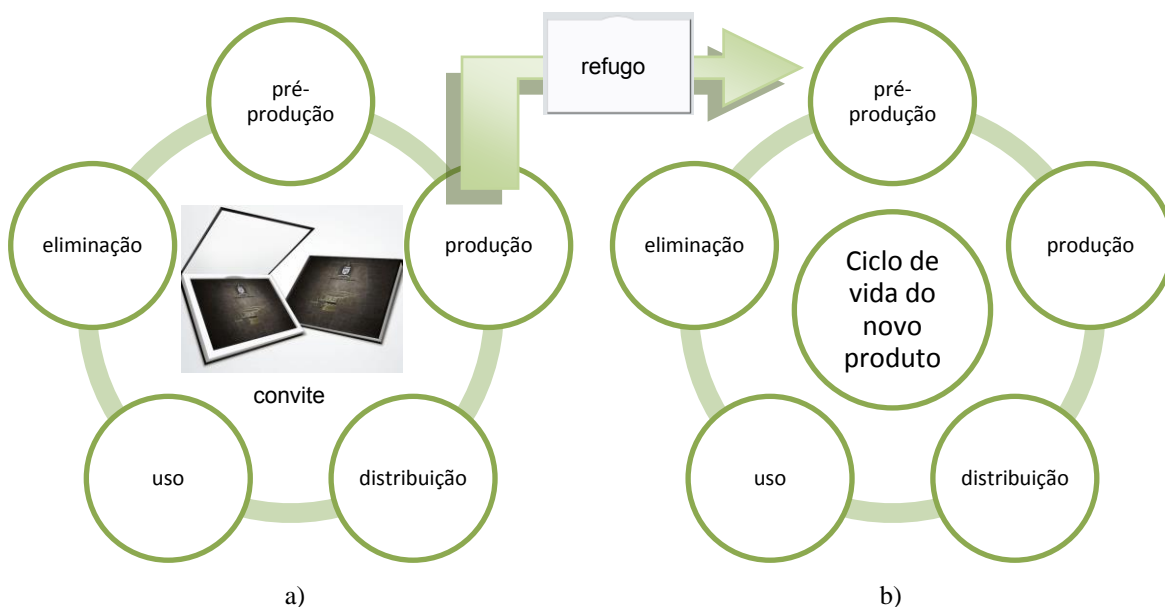 pré-
produção
produção
distribuição
uso
eliminação
convite
a)
refugo
pré-
produção
produção
distribuição
uso
eliminação
Ciclo de
vida do
novo
produto
b)